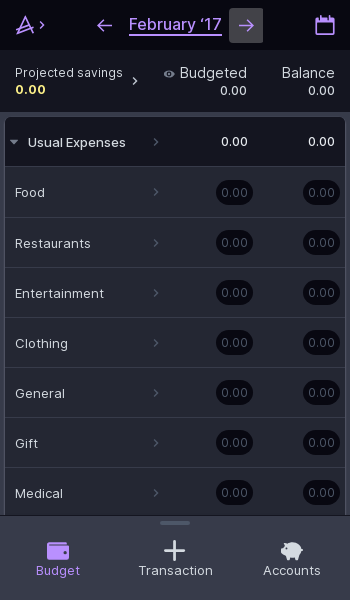 February ‘17
Projected savings Budgeted Balance
0.00 0.00 0.00
Usual Expenses 0.00 0.00
Food 0.00 0.00
Restaurants 0.00 0.00
Entertainment 0.00 0.00
Clothing 0.00 0.00
General 0.00 0.00
Gift 0.00 0.00
Medical 0.00 0.00
Budget Transaction Accounts